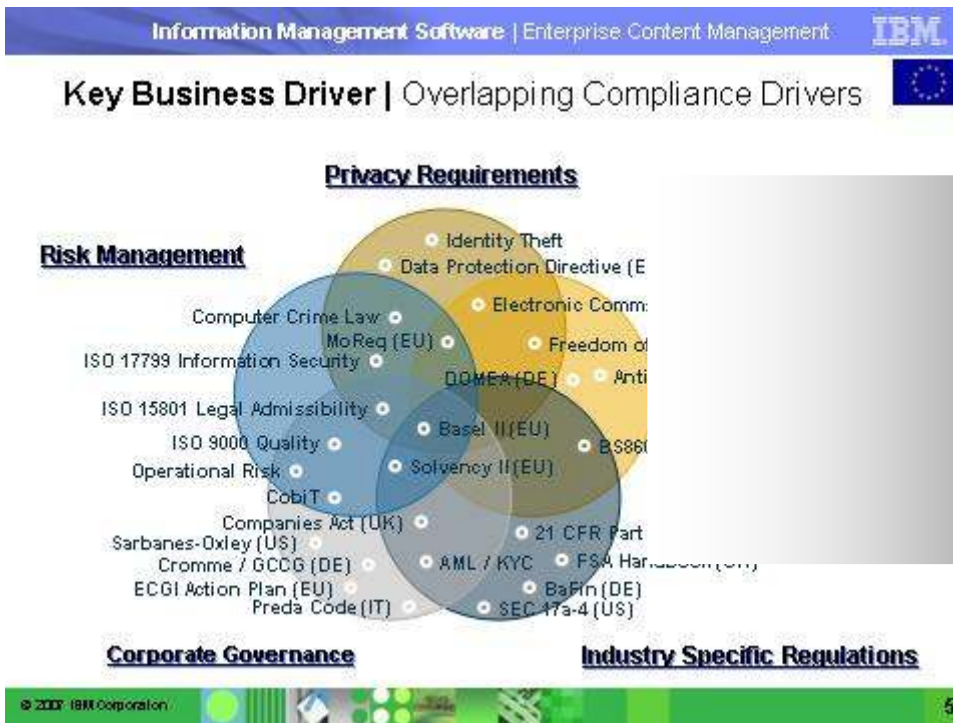 Information Management Software | Enterprise Content Management IBM
Key Business Driver | Overlapping Compliance Drivers
Privacy Requirements
Risk Management
Identity Theft
Data Protection Directive (E
Computer Crime Law
Electronic Comm
MoReq (EU)
Freedom of
ISO 17799 Information Security
DOMEA (DE)
Anti
ISO 15801 Legal Admissibility
Basel II (EU)
ISO 9000 Quality
BS860
Operational Risk
Solvency II (EU)
CobiT
Companies Act (UK)
21 CFR Part
Sarbanes-Oxley (US)
Cromme / GCCG (DE)
AML / KYC
FSA
ECGI Action Plan (EU)
BaFin (DE)
Preda Code (IT)
SEC 17a-4 (US)
Corporate Governance
Industry Specific Regulations
© 2007 IBM Corporation
5